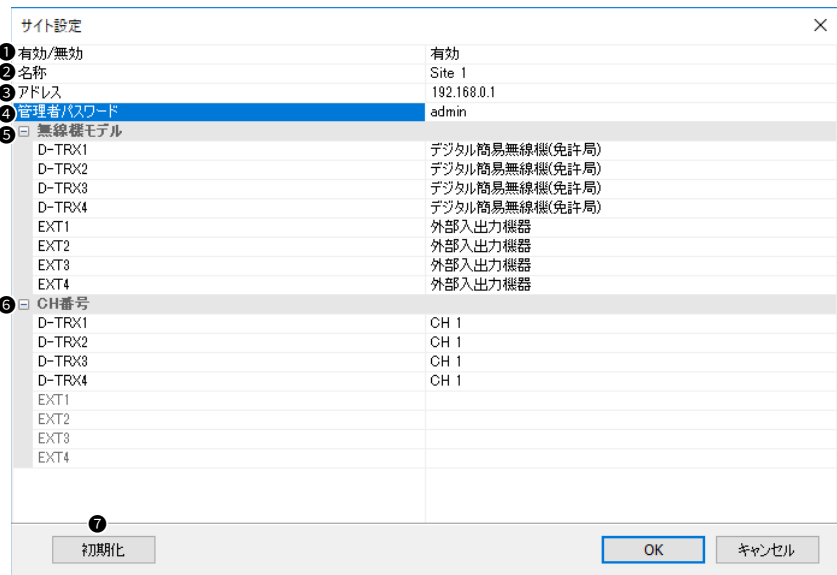 サイト設定
❶ 有効/無効 有効
❷ 名称 Site 1
❸ アドレス 192.168.0.1
❹ 管理者パスワード admin
❺ 無線機モデル
D-TRX1 デジタル簡易無線機(免許局)
D-TRX2 デジタル簡易無線機(免許局)
D-TRX3 デジタル簡易無線機(免許局)
D-TRX4 デジタル簡易無線機(免許局)
EXT1 外部入出力機器
EXT2 外部入出力機器
EXT3 外部入出力機器
EXT4 外部入出力機器
❻ CH番号
D-TRX1 CH 1
D-TRX2 CH 1
D-TRX3 CH 1
D-TRX4 CH 1
EXT1
EXT2
EXT3
EXT4
❼
初期化 OK キャンセル